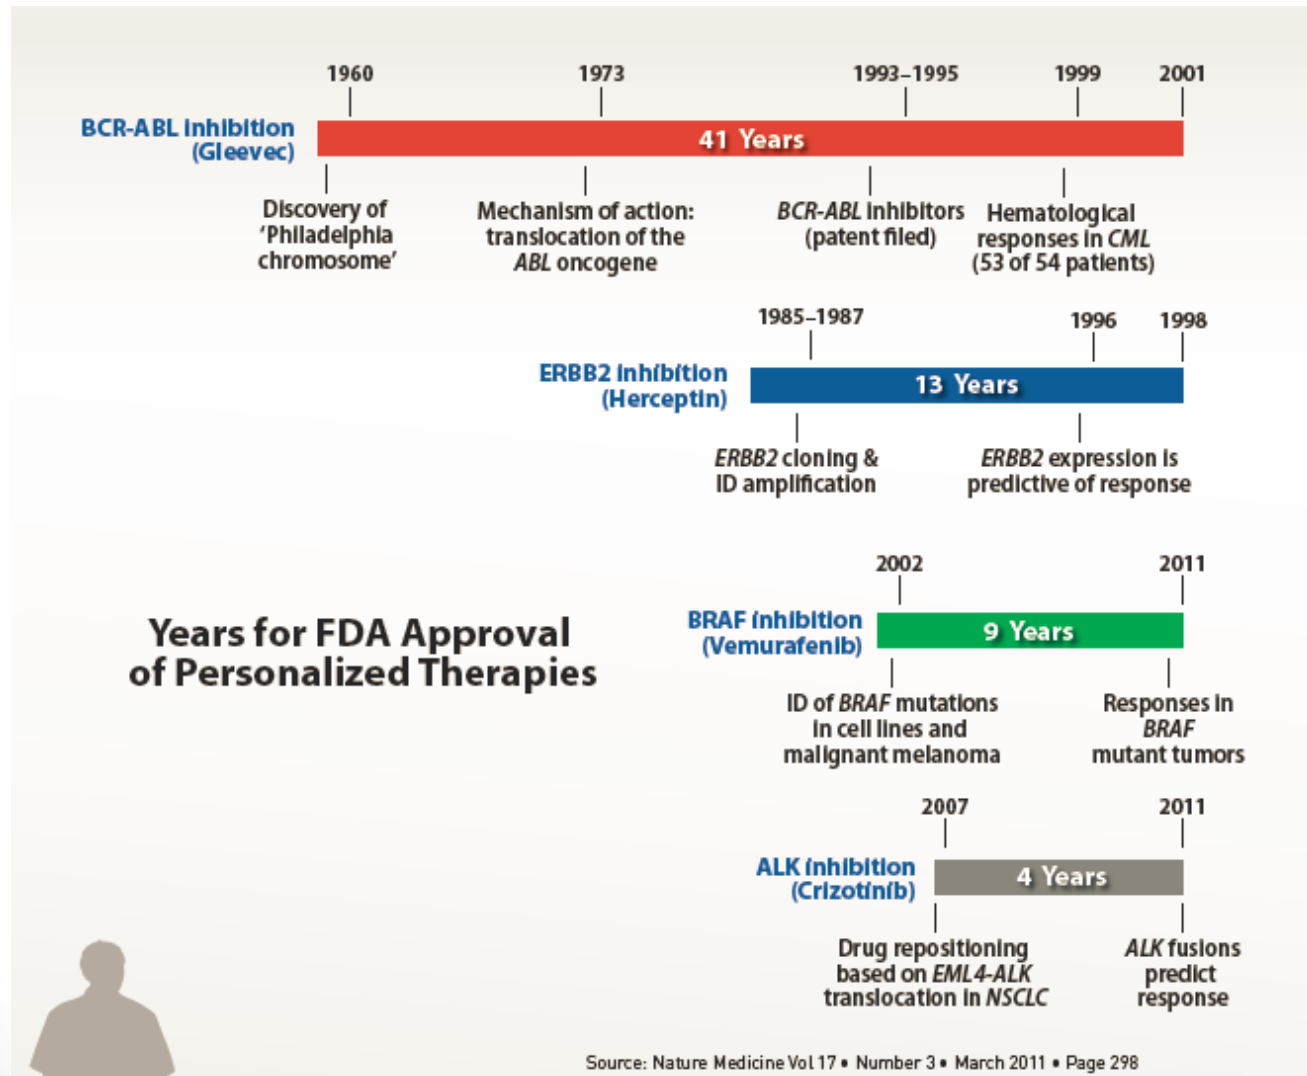 1960 1973 1993–1995 1999 2001
BCR-ABL inhibition
(Gleevec)
41 Years
Discovery of
'Philadelphia
chromosome'
Mechanism of action:
translocation of the
ABL oncogene
BCR-ABL inhibitors
(patent filed)
Hematological
responses in CML
(53 of 54 patients)
1985–1987 1996 1998
ERBB2 inhibition
(Herceptin)
13 Years
ERBB2 cloning &
ID amplification
ERBB2 expression is
predictive of response
2002 2011
BRAF inhibition
(Vemurafenib)
9 Years
Years for FDA Approval
of Personalized Therapies
ID of BRAF mutations
in cell lines and
malignant melanoma
Responses in
BRAF
mutant tumors
2007 2011
ALK inhibition
(Crizotinib)
4 Years
Drug repositioning
based on EML4-ALK
translocation in NSCLC
ALK fusions
predict
response
Source: Nature Medicine Vol 17 • Number 3 • March 2011 • Page 298